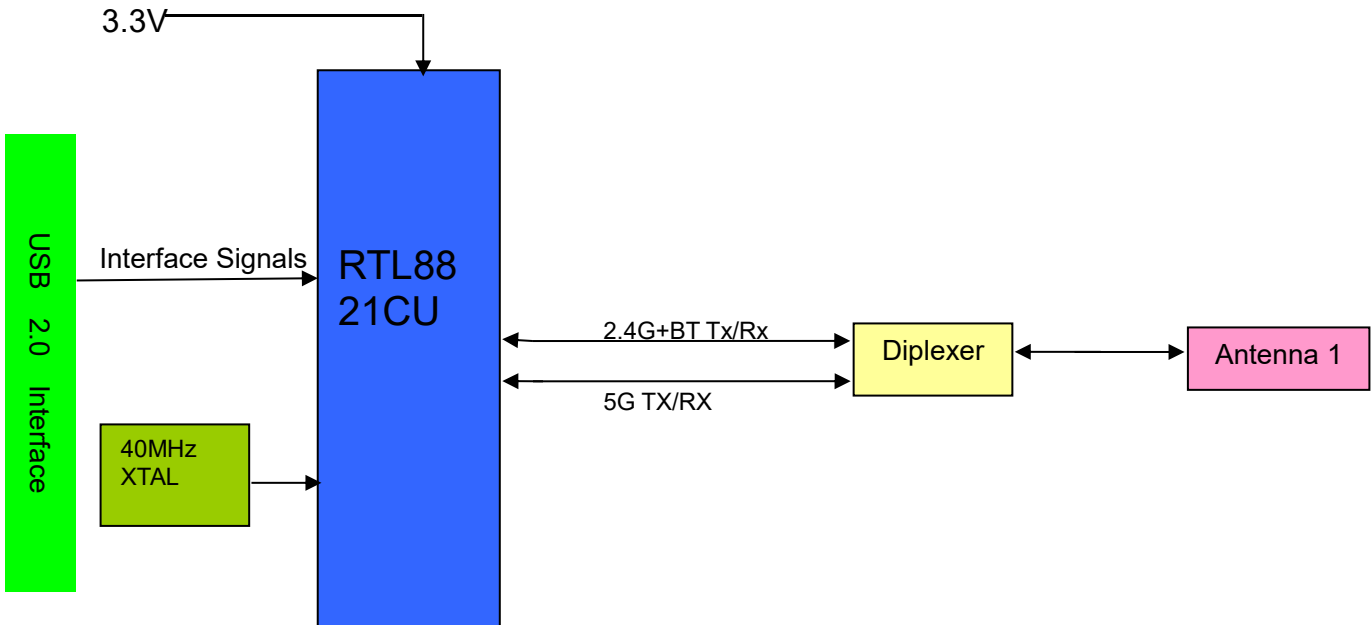 3.3V
USB 2.0 Interface
Interface Signals
RTL88
21CU
2.4G+BT Tx/Rx
5G TX/RX
Diplexer
Antenna 1
40MHz
XTAL